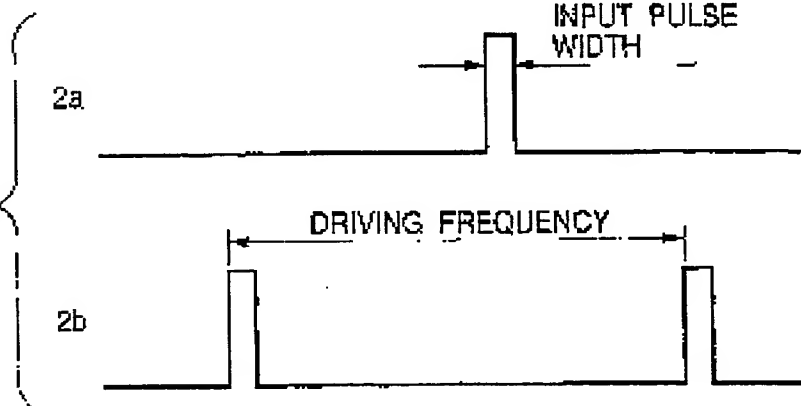 INPUT PULSE
WIDTH
2a
DRIVING FREQUENCY
2b